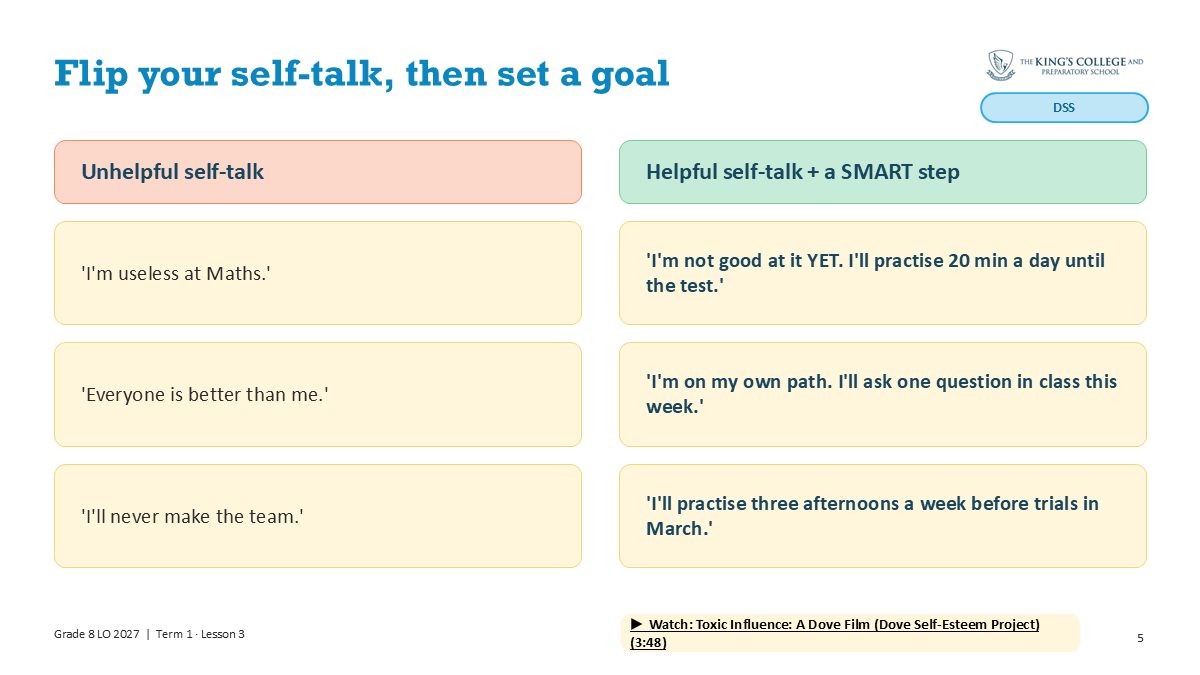 Flip your self-talk, then set a goal
THE KING'S COLLEGE AND
PREPARATORY SCHOOL
DSS
Unhelpful self-talk
Helpful self-talk + a SMART step
'I'm useless at Maths.'
'I'm not good at it YET. I'll practise 20 min a day until
the test.'
'Everyone is better than me.'
'I'm on my own path. I'll ask one question in class this
week.'
'I'll never make the team.'
'I'll practise three afternoons a week before trials in
March.'
Grade 8 LO 2027 | Term 1 · Lesson 3
▶ Watch: Toxic Influence: A Dove Film (Dove Self-Esteem Project)
(3:48)
5